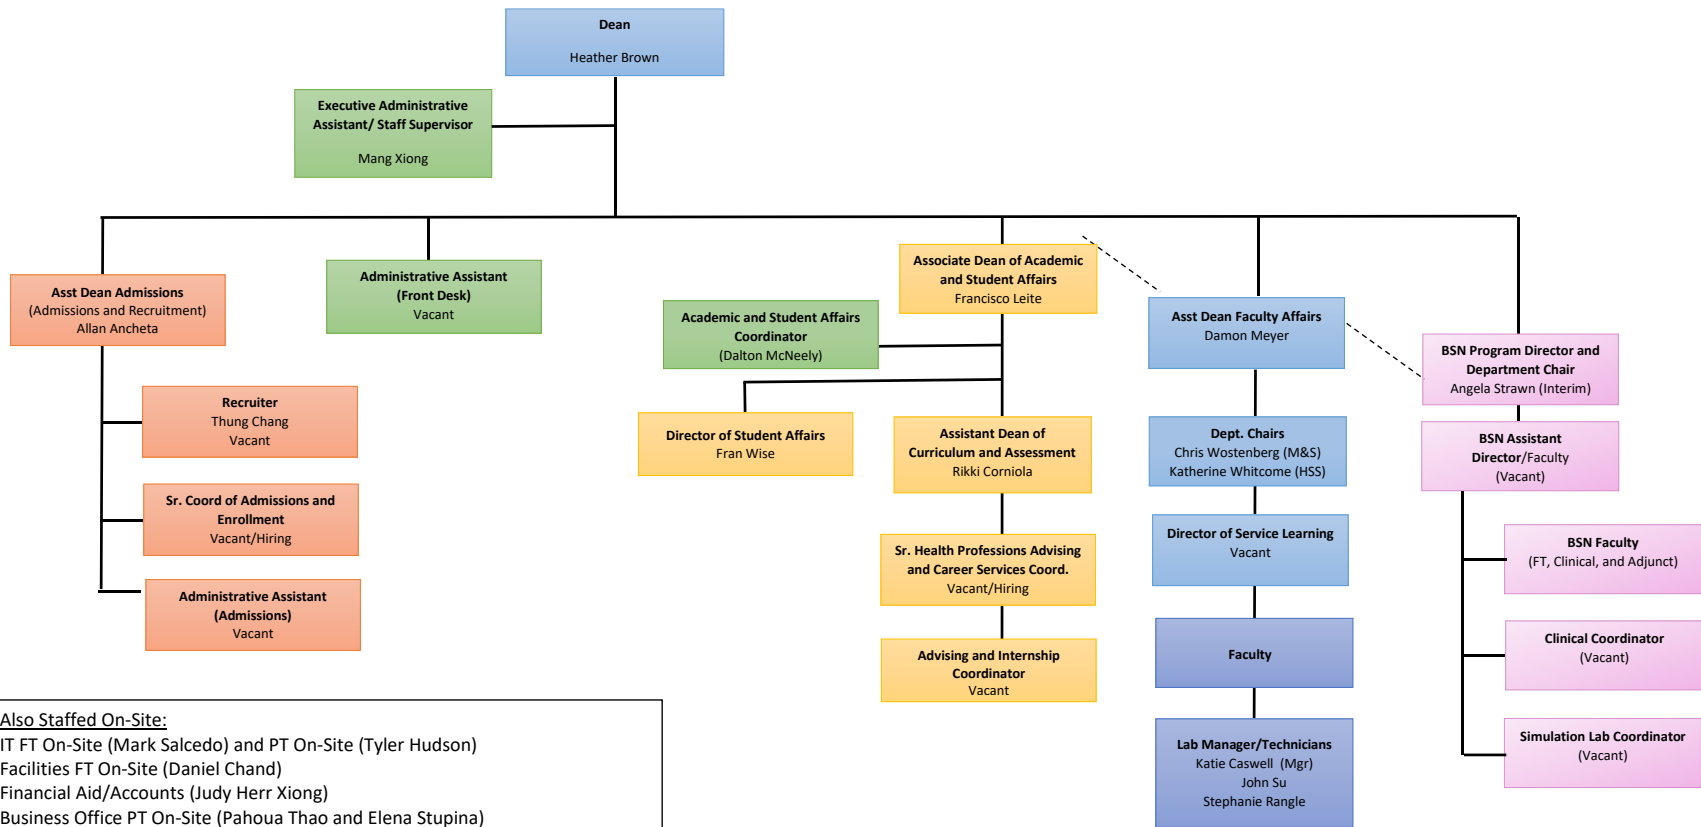 Dean
Heather Brown
Executive Administrative
Assistant/ Staff Supervisor
Mang Xiong
Asst Dean Admissions
(Admissions and Recruitment)
Allan Ancheta
Recruiter
Thung Chang
Vacant
Sr. Coord of Admissions and
Enrollment
Vacant/Hiring
Administrative Assistant
(Admissions)
Vacant
Administrative Assistant
(Front Desk)
Vacant
Associate Dean of Academic
and Student Affairs
Francisco Leite
Academic and Student Affairs
Coordinator
(Dalton McNeely)
Director of Student Affairs
Fran Wise
Assistant Dean of
Curriculum and Assessment
Rikki Corniola
Sr. Health Professions Advising
and Career Services Coord.
Vacant/Hiring
Advising and Internship
Coordinator
Vacant
Asst Dean Faculty Affairs
Damon Meyer
Dept. Chairs
Chris Wostenberg (M&S)
Katherine Whitcome (HSS)
Director of Service Learning
Vacant
Faculty
Lab Manager/Technicians
Katie Caswell (Mgr)
John Su
Stephanie Rangle
BSN Program Director and
Department Chair
Angela Strawn (Interim)
BSN Assistant
Director/Faculty
(Vacant)
BSN Faculty
(FT, Clinical, and Adjunct)
Clinical Coordinator
(Vacant)
Simulation Lab Coordinator
(Vacant)
Also Staffed On-Site:
IT FT On-Site (Mark Salcedo) and PT On-Site (Tyler Hudson)
Facilities FT On-Site (Daniel Chand)
Financial Aid/Accounts (Judy Herr Xiong)
Business Office PT On-Site (Pahoua Thao and Elena Stupina)